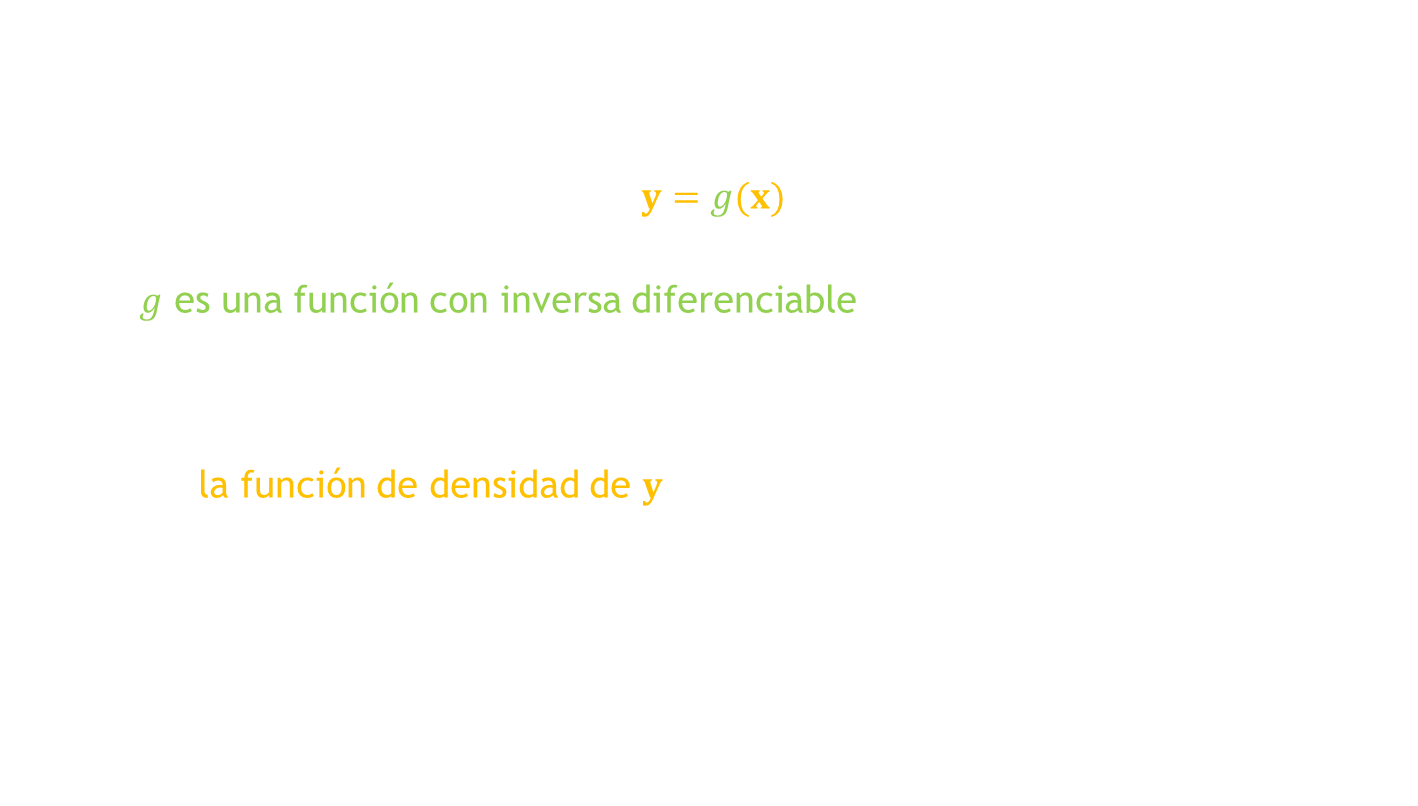 y = g(x)
g es una función con inversa diferenciable
la función de densidad de y